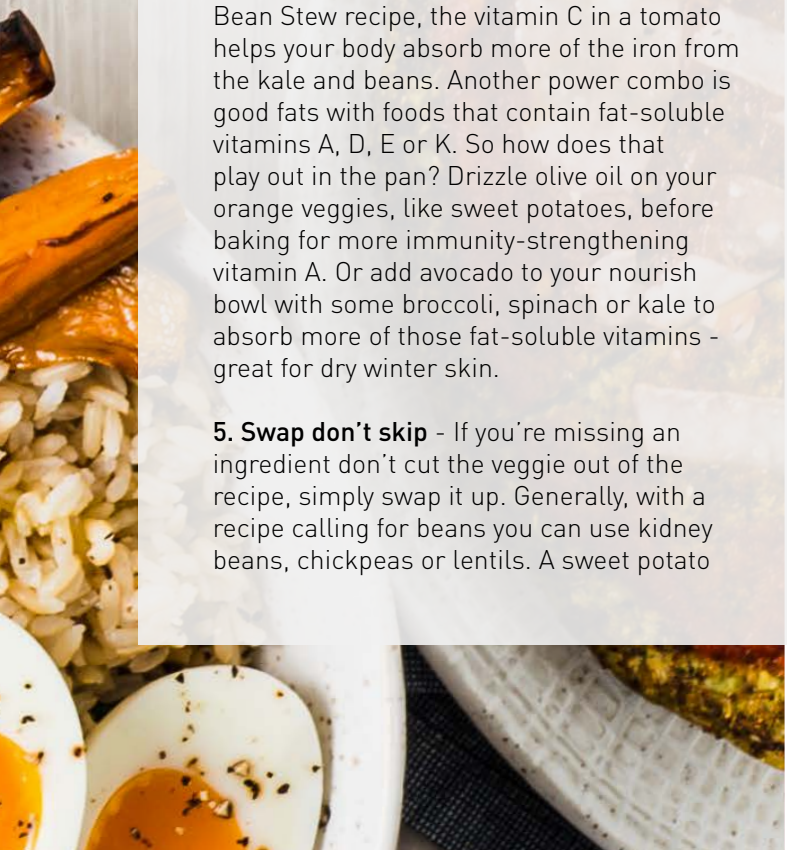 Bean Stew recipe, the vitamin C in a tomato
helps your body absorb more of the iron from
the kale and beans. Another power combo is
good fats with foods that contain fat-soluble
vitamins A, D, E or K. So how does that
play out in the pan? Drizzle olive oil on your
orange veggies, like sweet potatoes, before
baking for more immunity-strengthening
vitamin A. Or add avocado to your nourish
bowl with some broccoli, spinach or kale to
absorb more of those fat-soluble vitamins -
great for dry winter skin.
5. Swap don’t skip - If you’re missing an
ingredient don’t cut the veggie out of the
recipe, simply swap it up. Generally, with a
recipe calling for beans you can use kidney
beans, chickpeas or lentils. A sweet potato